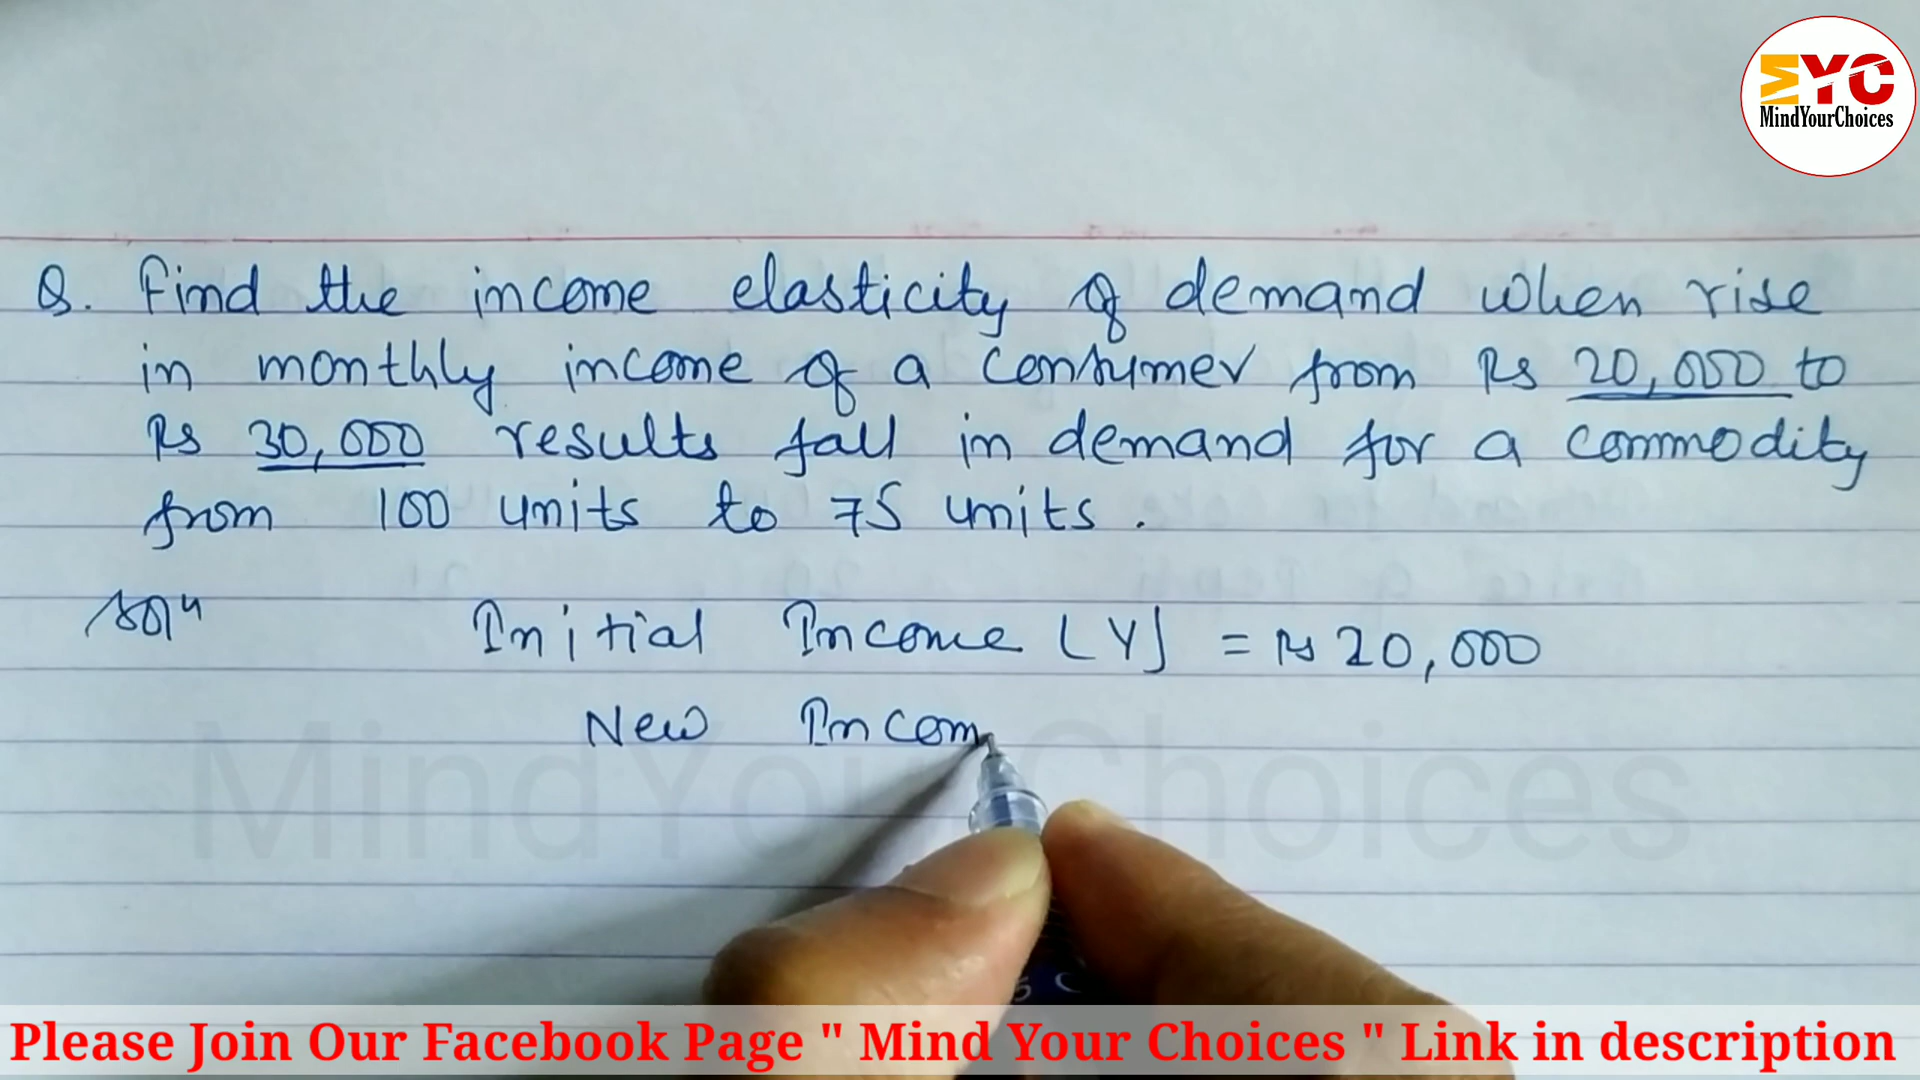 MYC
MindYourChoices
Q. Find the income elasticity of demand when rise
in monthly income of a consumer from Rs 20,000 to
Rs 30,000 results fall in demand for a commodity
from 100 units to 75 units.
Solⁿ Initial Income [Y] = Rs 20,000
New Incom
MindYourChoices
Please Join Our Facebook Page " Mind Your Choices " Link in description